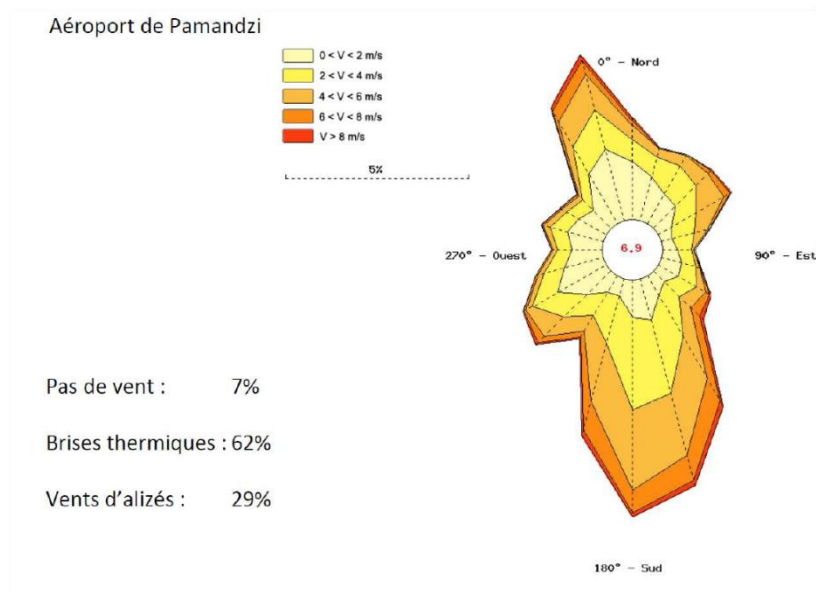 Aéroport de Pamandzi
0 < V < 2 m/s
2 < V < 4 m/s
4 < V < 6 m/s
6 < V < 8 m/s
V > 8 m/s
5%
0° - Nord
270° - Ouest
6.9
90° - Est
Pas de vent : 7%
Brises thermiques : 62%
Vents d'alizés : 29%
180° - Sud